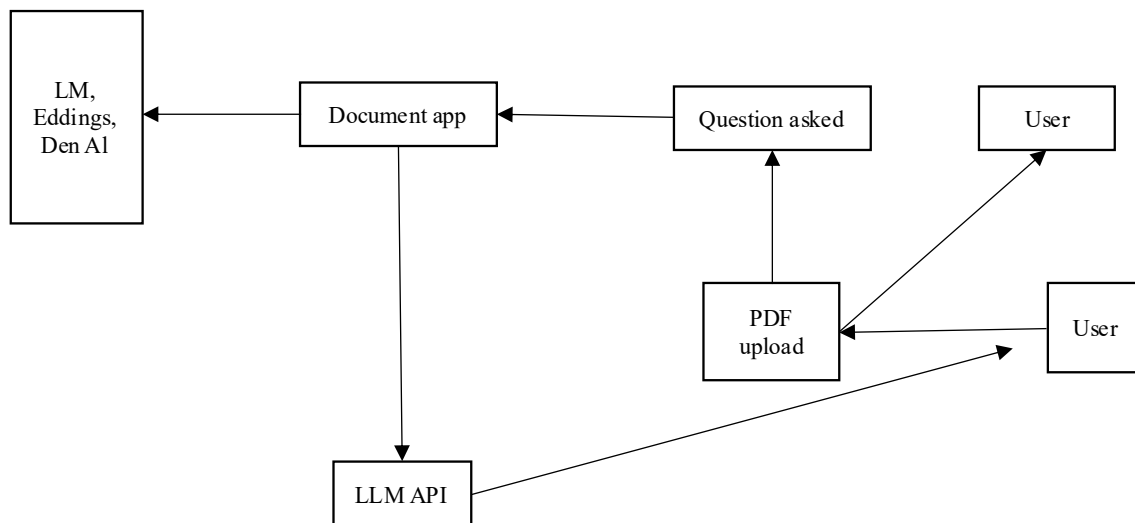 LM,
Eddings,
Den Al
Document app
Question asked
User
PDF
upload
User
LLM API